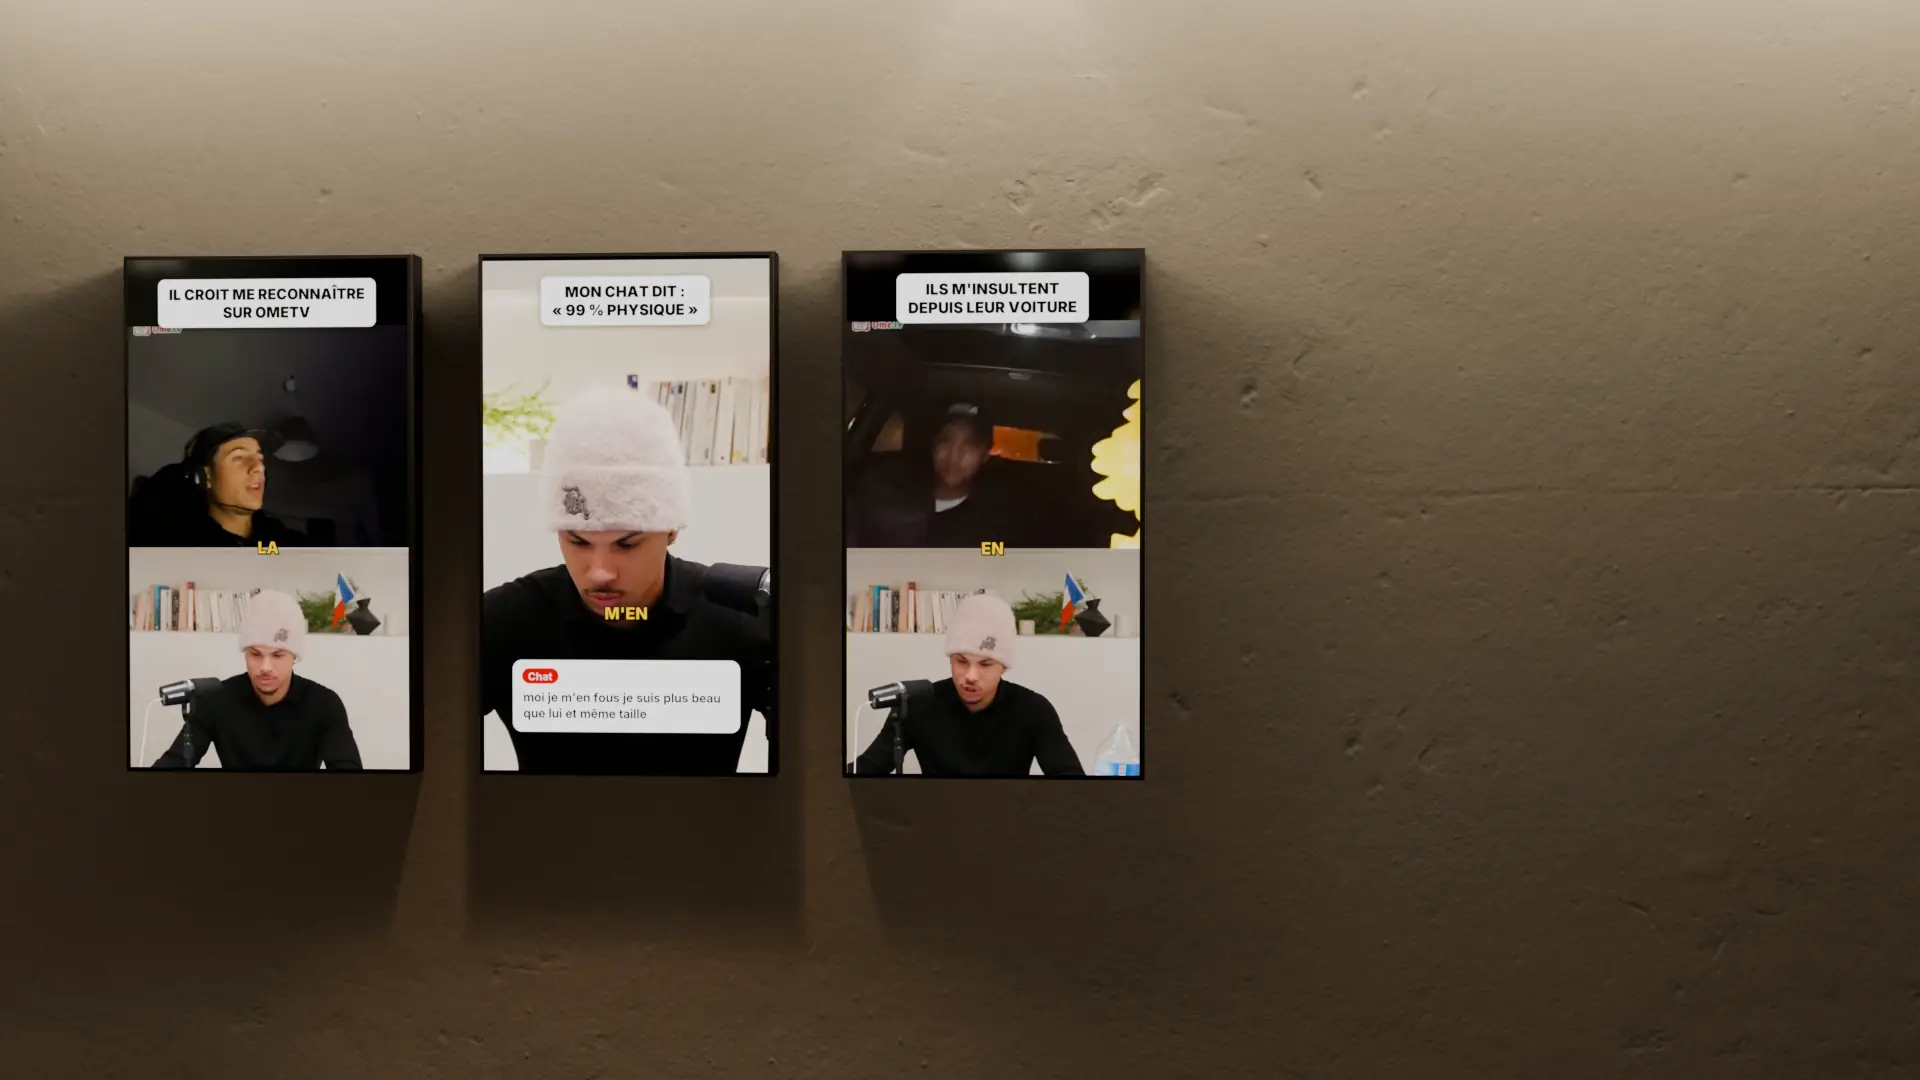 IL CROIT ME RECONNAÎTRE
SUR OMETV
LA
MON CHAT DIT :
« 99 % PHYSIQUE »
M'EN
Chat
moi je m'en fous je suis plus beau
que lui et même taille
ILS M'INSULTENT
DEPUIS LEUR VOITURE
EN